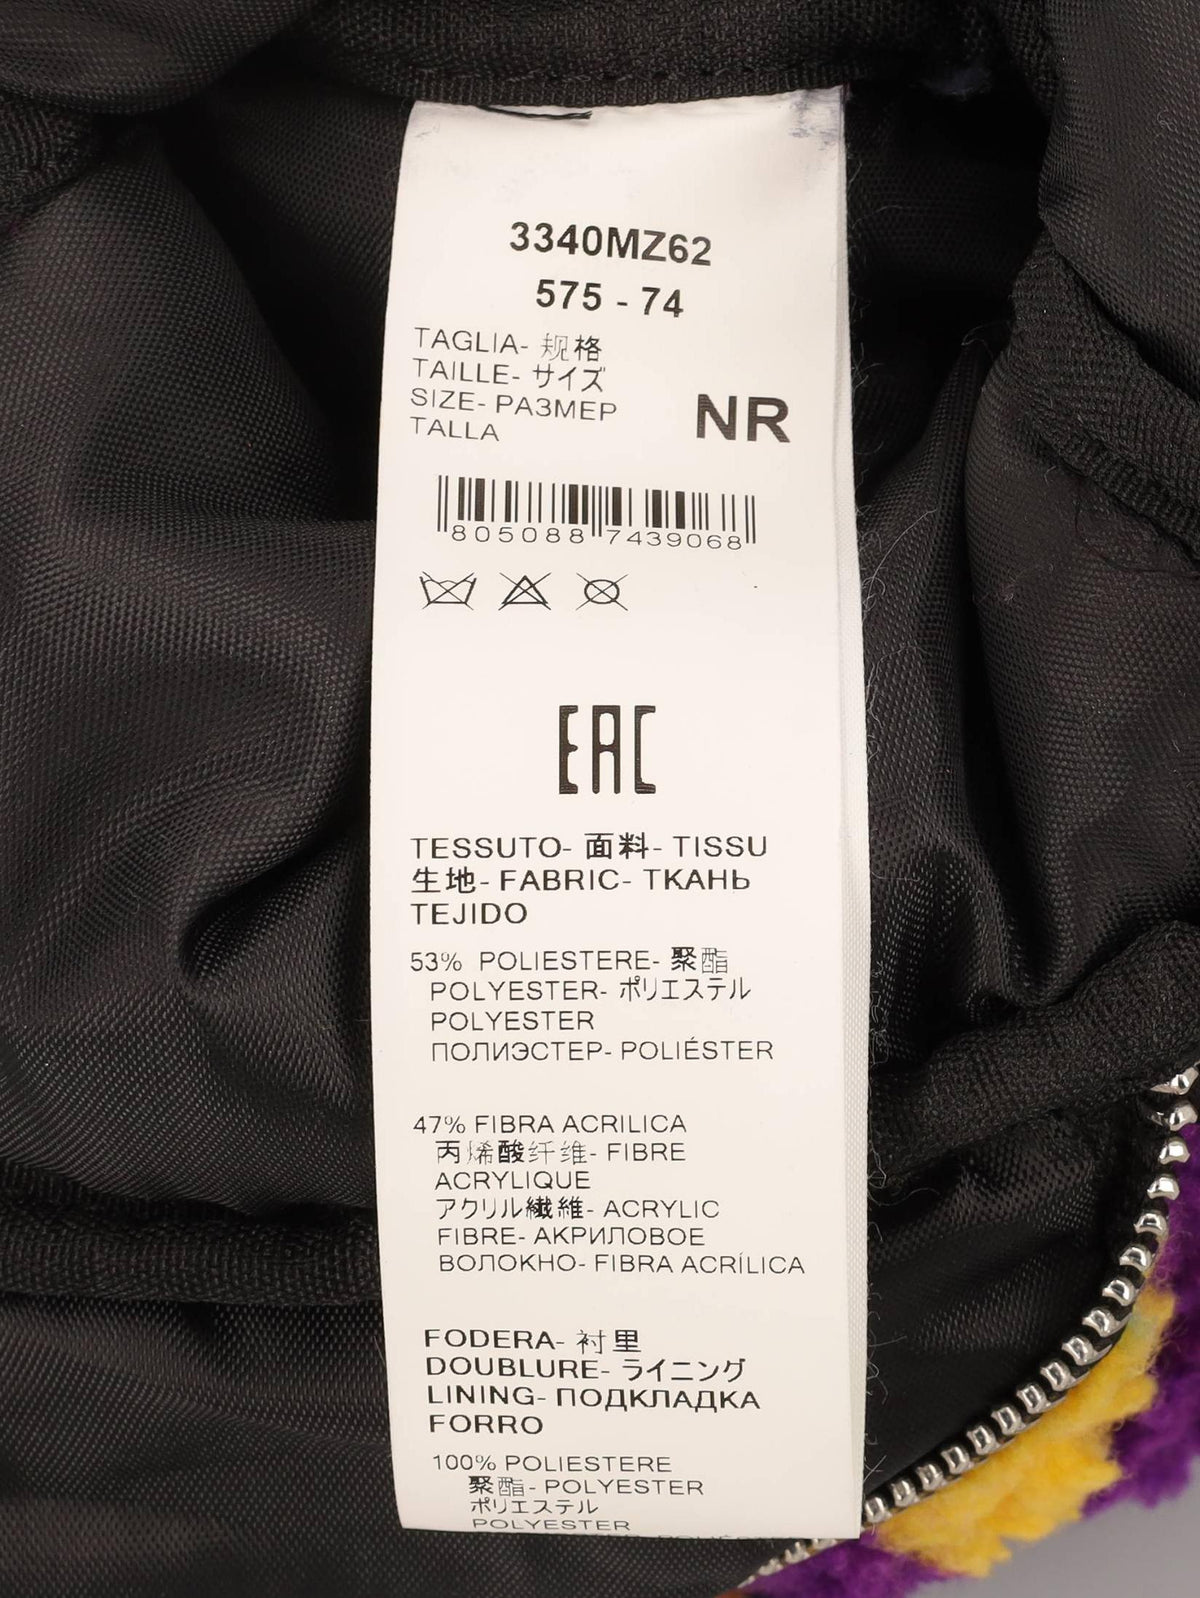 3340MZ62
575 - 74
TAGLIA- 规格
TAILLE- サイズ
SIZE- РАЗМЕР
TALLA
NR
805088 7439068
EAC
TESSUTO- 面料- TISSU
生地- FABRIC- ТКАНЬ
TEJIDO
53% POLIESTERE- 聚酯
POLYESTER- ポリエステル
POLYESTER
ПОЛИЭСТЕР- POLIÉSTER
47% FIBRA ACRILICA
丙烯酸纤维- FIBRE
ACRYLIQUE
アクリル繊維- ACRYLIC
FIBRE- АКРИЛОВОЕ
ВОЛОКНО- FIBRA ACRÍLICA
FODERA- 衬里
DOUBLURE- ライニング
LINING- ПОДКЛАДКА
FORRO
100% POLIESTERE
聚酯- POLYESTER
ポリエステル
POLYESTER